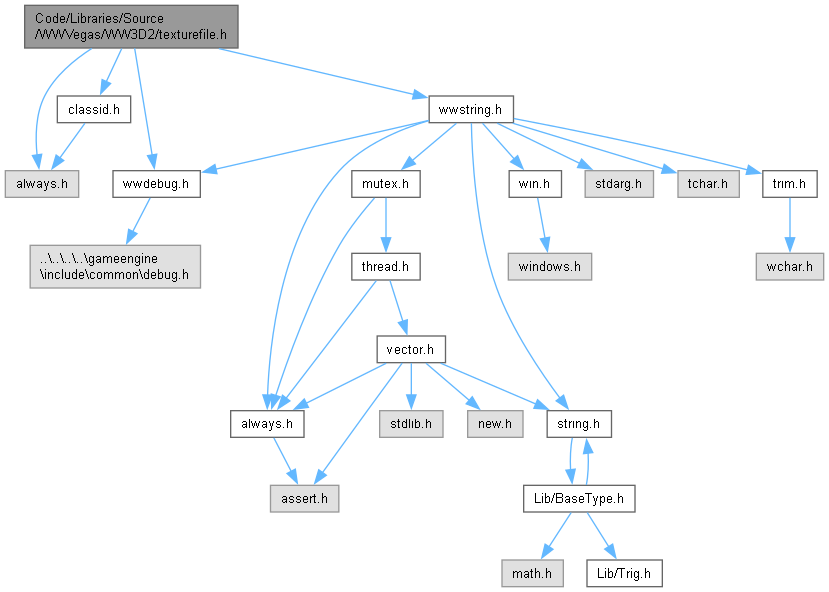 Code/Libraries/Source
/WWVegas/WW3D2/texturefile.h
classid.h
wwstring.h
always.h
wwdebug.h
mutex.h
win.h
stdarg.h
tchar.h
trim.h
..\..\..\..\gameengine
\include\common\debug.h
thread.h
windows.h
wchar.h
vector.h
always.h
stdlib.h
new.h
string.h
assert.h
Lib/BaseType.h
math.h
Lib/Trig.h